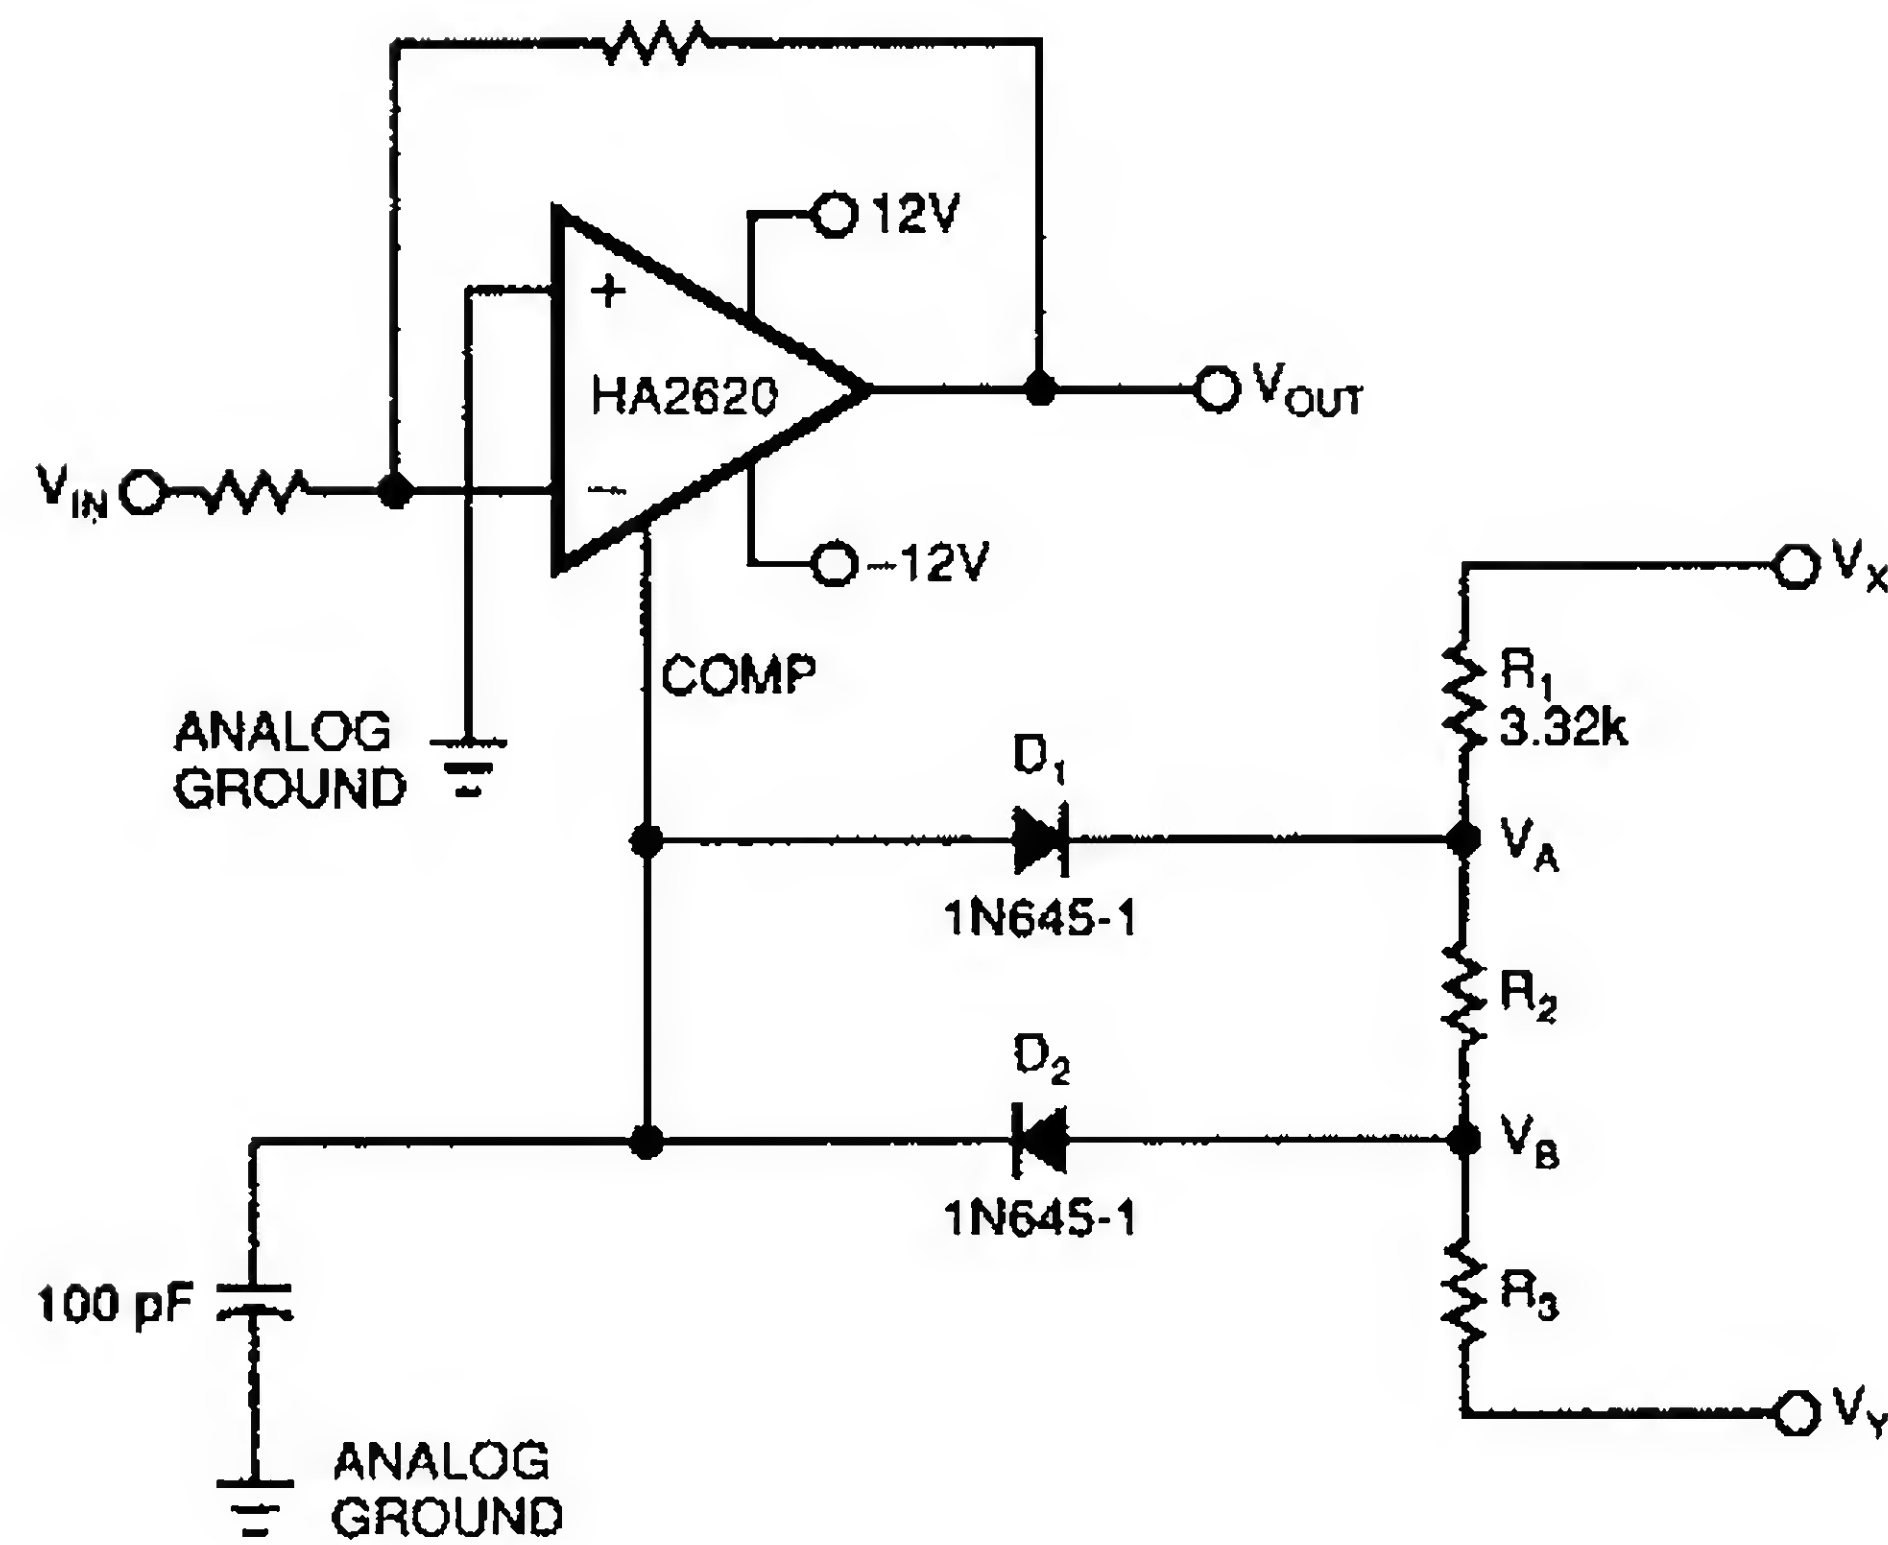 12V
+
HA2620
VOUT
VIN
−
−12V
VX
COMP
R1
3.32k
ANALOG
GROUND
D1
VA
1N645-1
R2
D2
VB
1N645-1
100 pF
R3
VY
ANALOG
GROUND